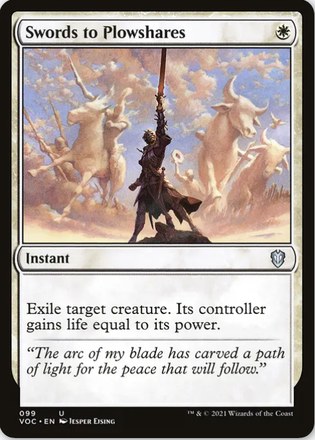 Swords to Plowshares
Instant
Exile target creature. Its controller
gains life equal to its power.
“The arc of my blade has carved a path
of light for the peace that will follow.”
099 U
VOC • EN Jesper Eising
™ & © 2021 Wizards of the Coast